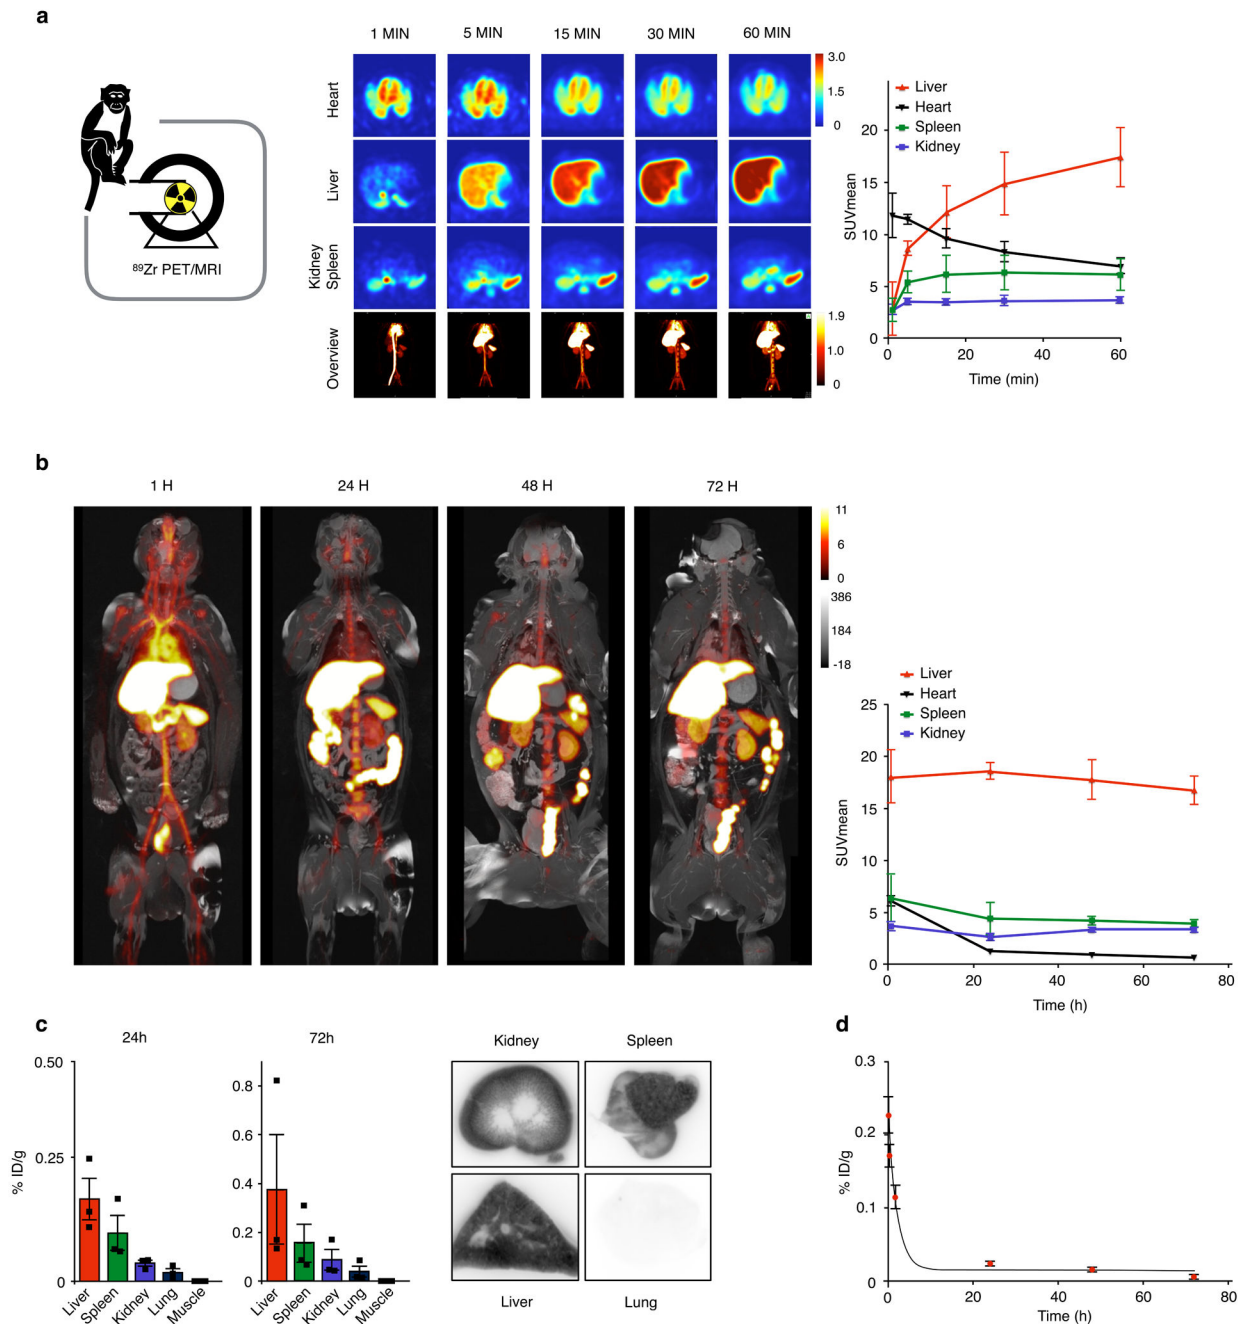 a
1 MIN 5 MIN 15 MIN 30 MIN 60 MIN
Heart
Liver
Kidney
Spleen
Overview
3.0
1.5
0
1.9
1.0
0
⁸⁹Zr PET/MRI
Liver
Heart
Spleen
Kidney
SUVmean
20
15
10
5
0
0 20 40 60
Time (min)
b
1 H 24 H 48 H 72 H
11
6
0
386
184
-18
Liver
Heart
Spleen
Kidney
SUVmean
25
20
15
10
5
0
0 20 40 60 80
Time (h)
c
24h
% ID/g
0.50
0.25
0
Liver Spleen Kidney Lung Muscle
72h
0.8
0.6
0.4
0.2
0
Liver Spleen Kidney Lung Muscle
Kidney Spleen
Liver Lung
d
% ID/g
0.3
0.2
0.1
0
0 20 40 60 80
Time (h)